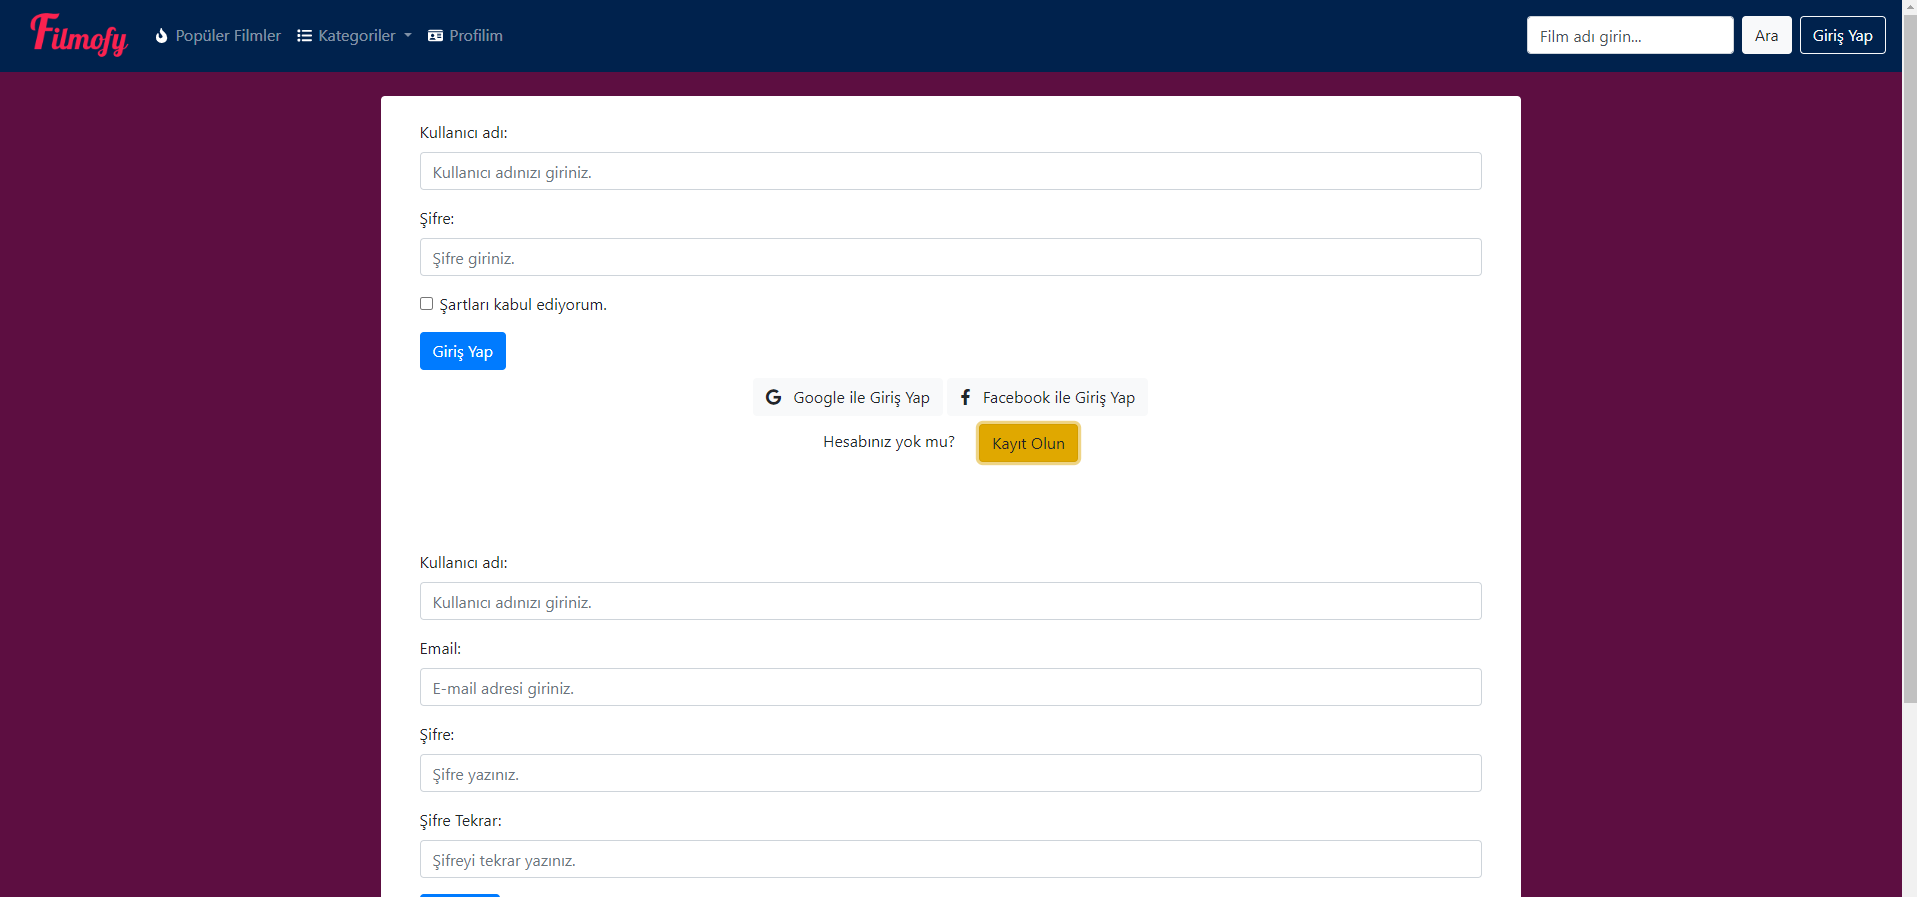 Filmofy Popüler Filmler Kategoriler Profilim Film adı girin... Ara Giriş Yap
Kullanıcı adı:
Kullanıcı adınızı giriniz.
Şifre:
Şifre giriniz.
Şartları kabul ediyorum.
Giriş Yap
Google ile Giriş Yap Facebook ile Giriş Yap
Hesabınız yok mu? Kayıt Olun
Kullanıcı adı:
Kullanıcı adınızı giriniz.
Email:
E-mail adresi giriniz.
Şifre:
Şifre yazınız.
Şifre Tekrar:
Şifreyi tekrar yazınız.